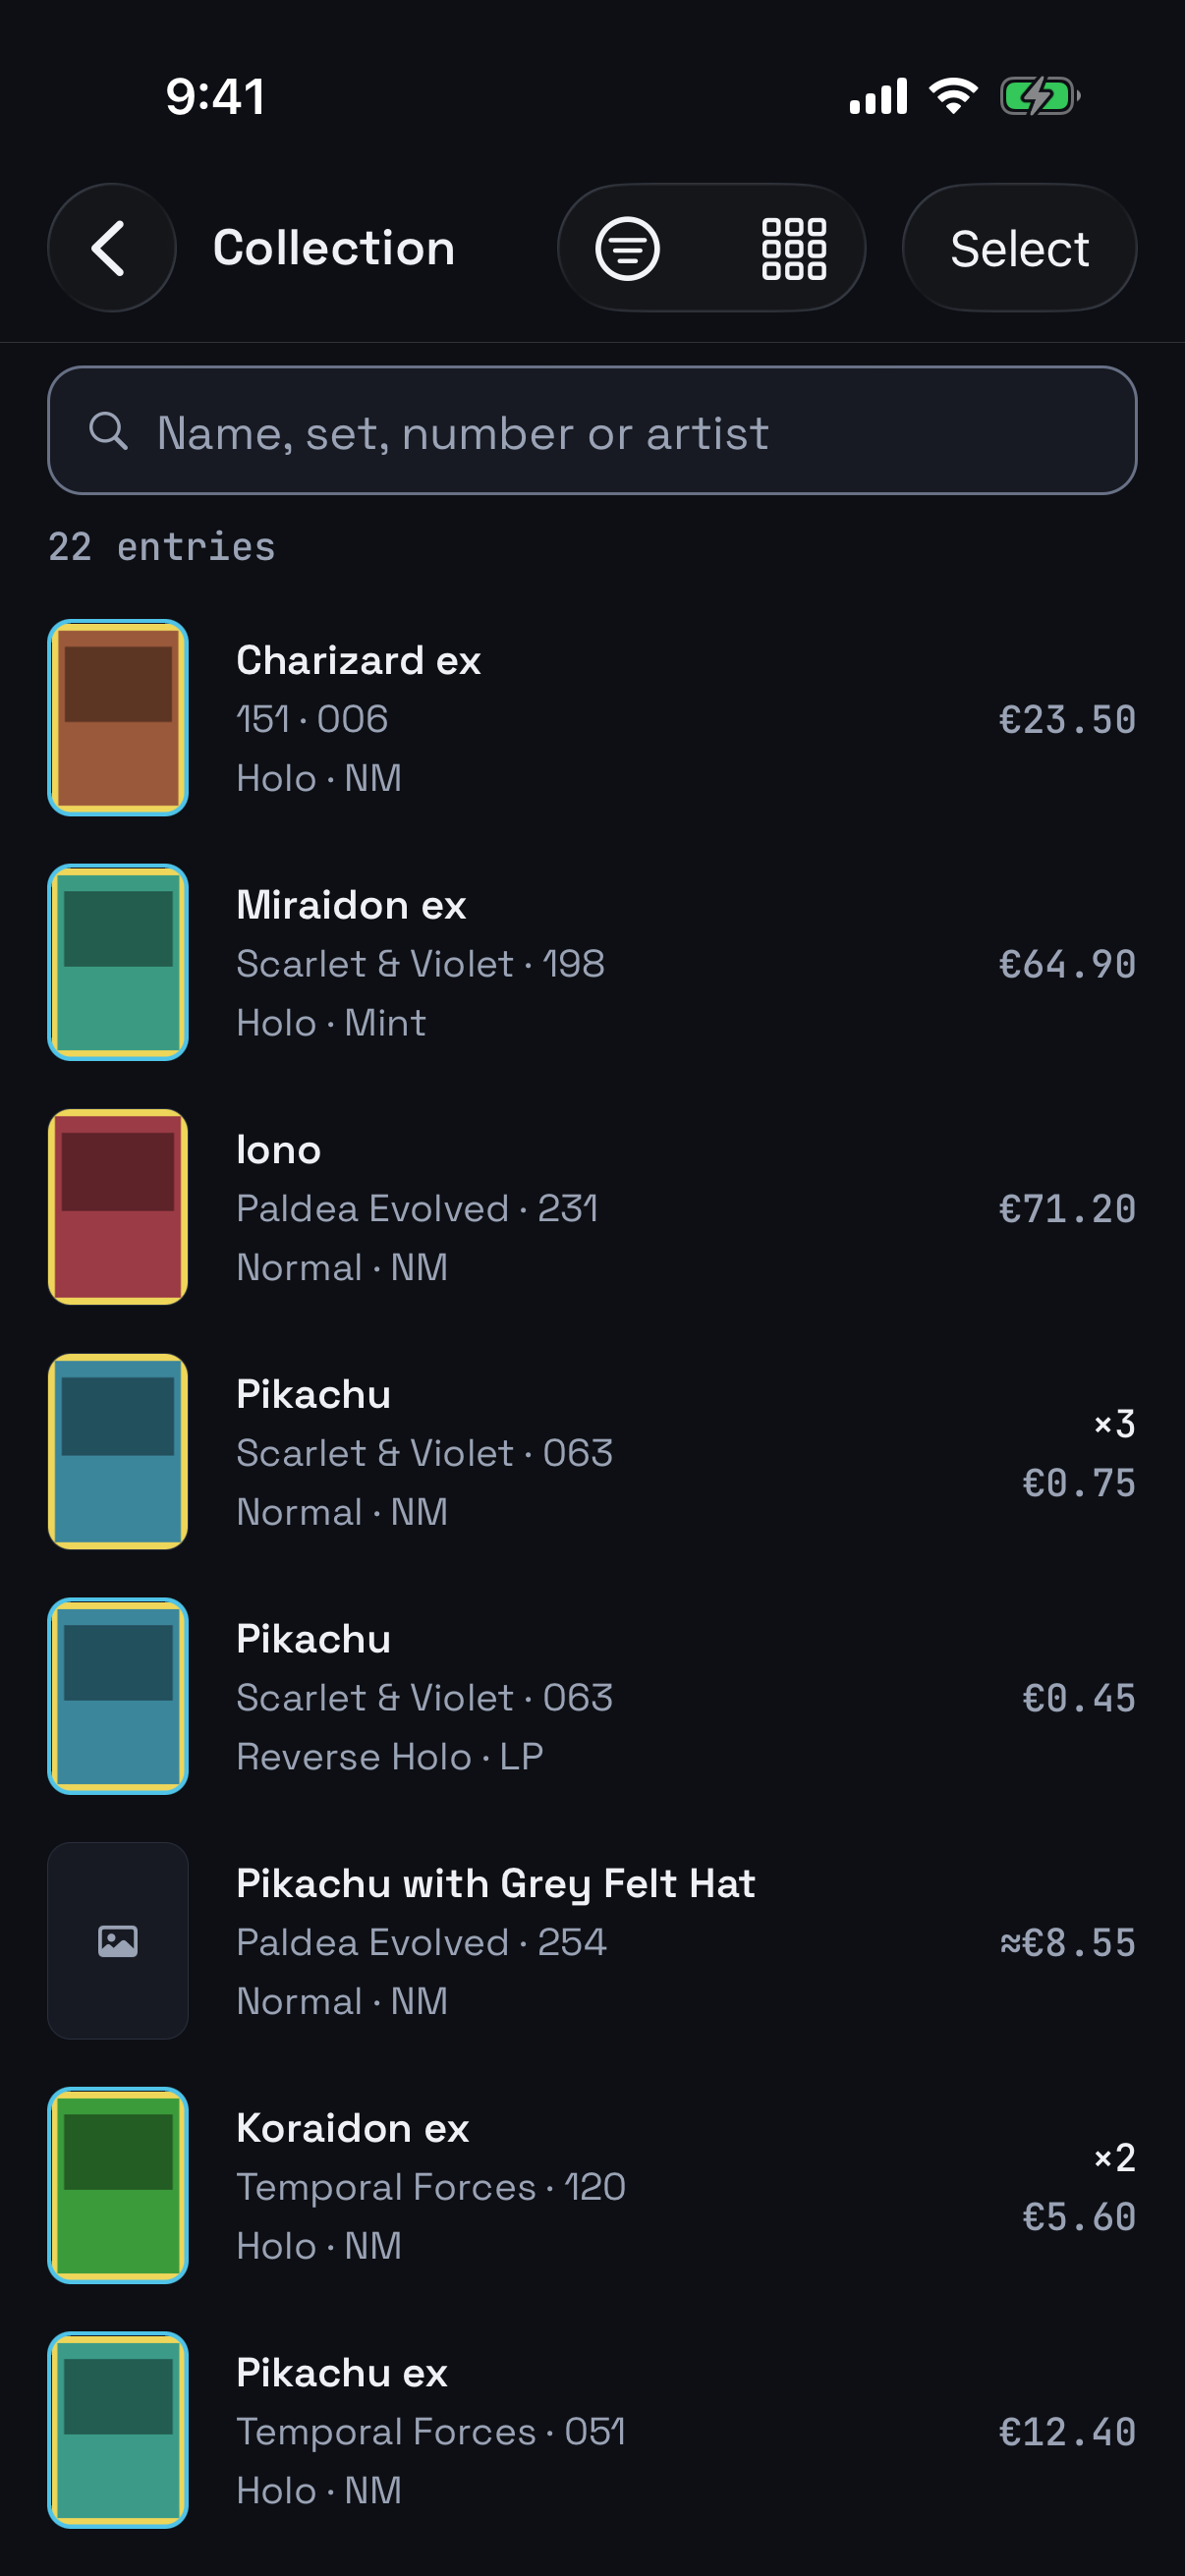 9:41
Collection
Select
Name, set, number or artist
22 entries
Charizard ex
151 · 006
€23.50
Holo · NM
Miraidon ex
Scarlet & Violet · 198
€64.90
Holo · Mint
Iono
Paldea Evolved · 231
€71.20
Normal · NM
Pikachu
×3
Scarlet & Violet · 063
€0.75
Normal · NM
Pikachu
Scarlet & Violet · 063
€0.45
Reverse Holo · LP
Pikachu with Grey Felt Hat
Paldea Evolved · 254
≈€8.55
Normal · NM
Koraidon ex
×2
Temporal Forces · 120
€5.60
Holo · NM
Pikachu ex
Temporal Forces · 051
€12.40
Holo · NM